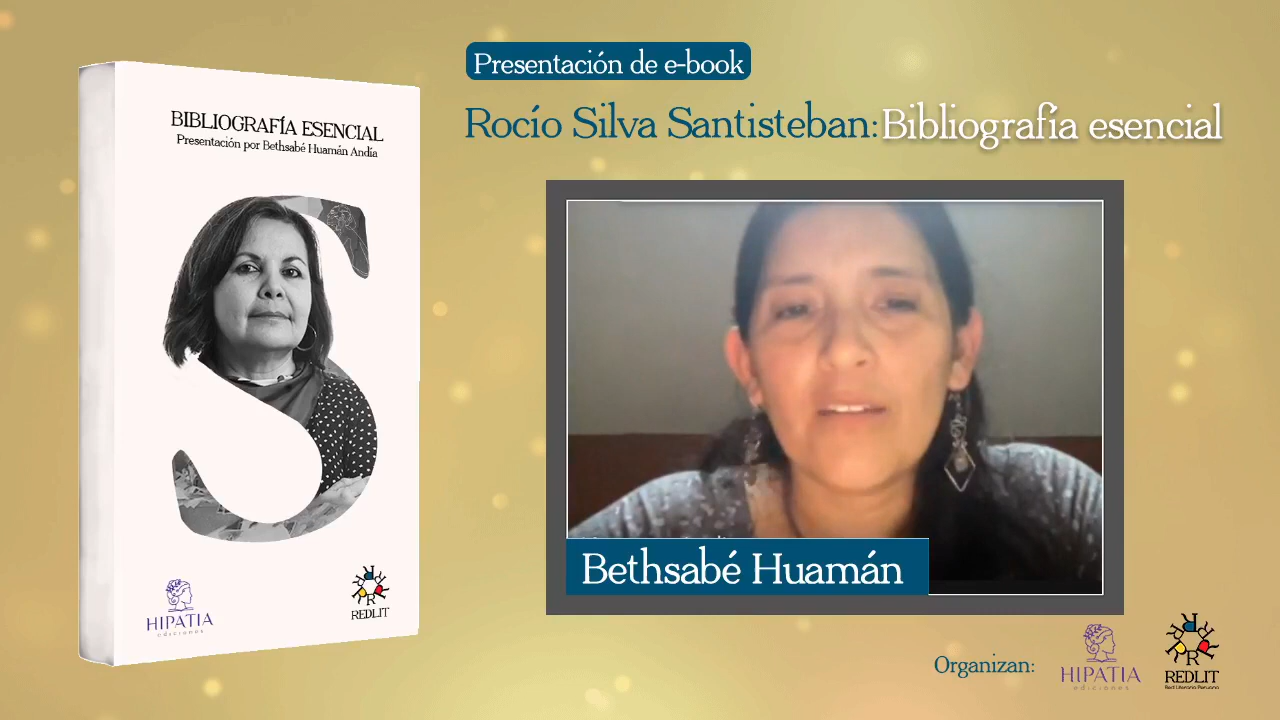 Presentación de e-book
Rocío Silva Santisteban: Bibliografía esencial
BIBLIOGRAFÍA ESENCIAL
Presentación por Bethsabé Huamán Andía
HIPATIA
ediciones
REDLIT
Bethsabé Huamán
Organizan:
HIPATIA
ediciones
REDLIT
Red Literaria Peruana